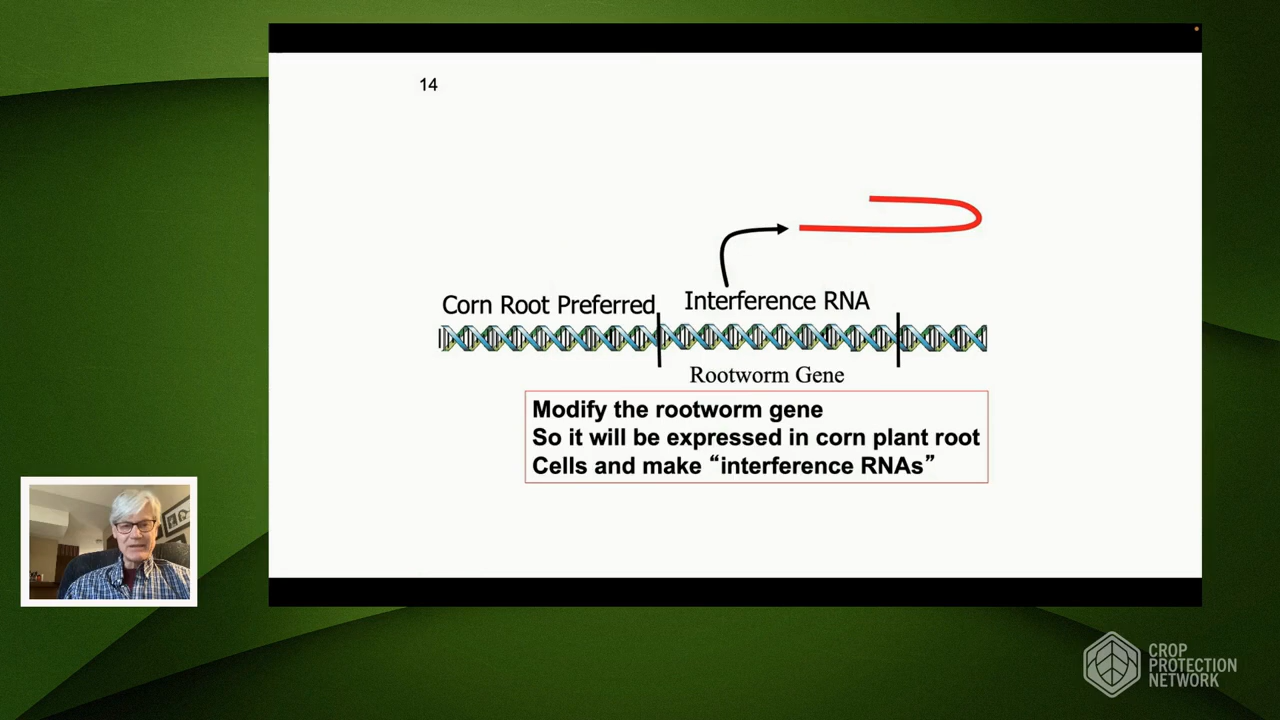 14
Corn Root Preferred
Interference RNA
Rootworm Gene
Modify the rootworm gene
So it will be expressed in corn plant root
Cells and make “interference RNAs”
CROP
PROTECTION
NETWORK